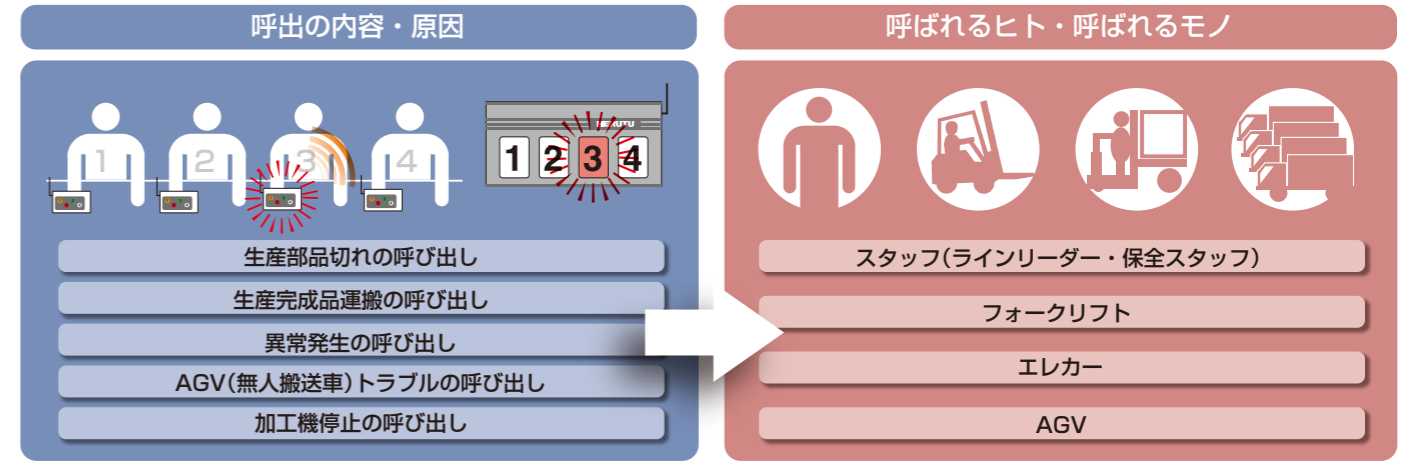 呼出の内容・原因
1
2
3
4
1 2 3 4
生産部品切れの呼び出し
生産完成品運搬の呼び出し
異常発生の呼び出し
AGV(無人搬送車)トラブルの呼び出し
加工機停止の呼び出し
呼ばれるヒト・呼ばれるモノ
スタッフ(ラインリーダー・保全スタッフ)
フォークリフト
エレカー
AGV